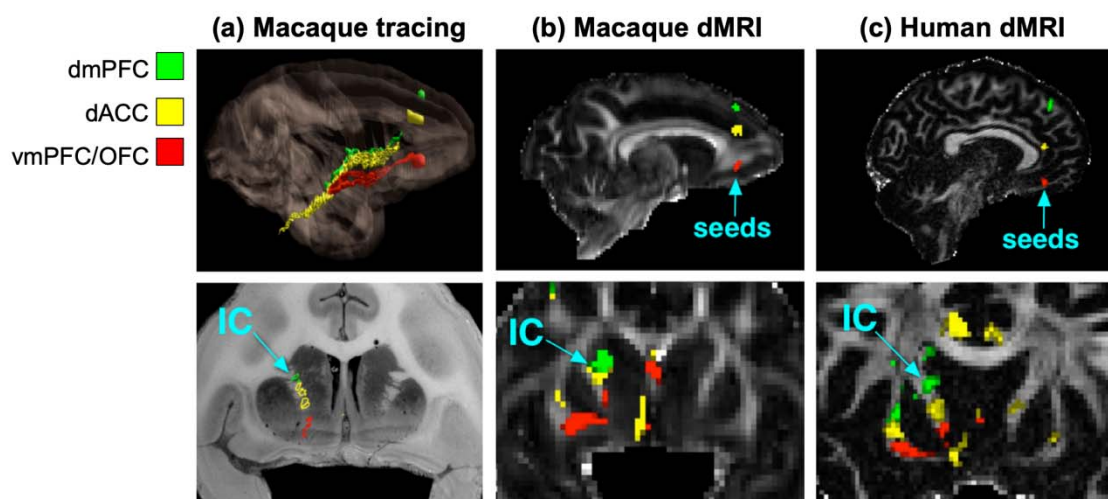 (a) Macaque tracing
(b) Macaque dMRI
(c) Human dMRI
dmPFC
dACC
vmPFC/OFC
seeds
seeds
IC
IC
IC